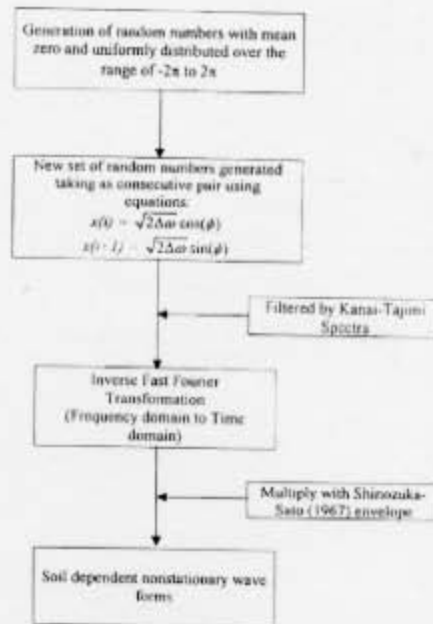 Generation of random numbers with mean
zero and uniformly distributed over the
range of -2π to 2π
New set of random numbers generated
taking as consecutive pair using
equations.
x(i) = √2Δω cos(ϕ)
x(i+1) = √2Δω sin(ϕ)
Filtered by Kanai-Tajimi
Spectra
Inverse Fast Fourier
Transformation
(Frequency domain to Time
domain)
Multiply with Shinozuka-
Sato (1967) envelope
Soil dependent nonstationary wave
forms